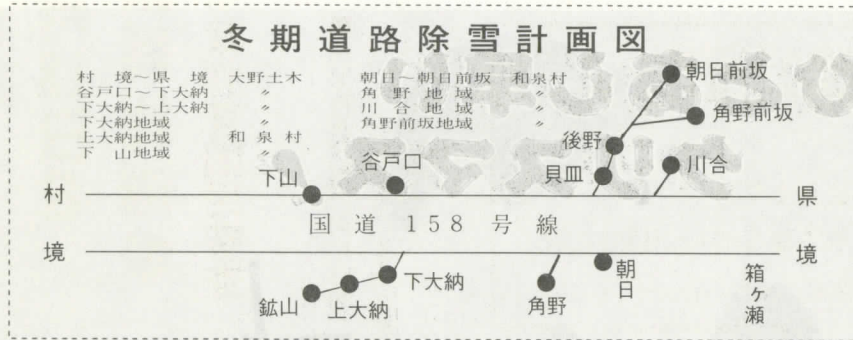 冬期道路除雪計画図
村境～県境 大野土木
谷戸口～下大納 〃
下大納～上大納 〃
下大納地域 〃
上大納地域 和泉村
下山地域 〃
朝日～朝日前坂 和泉村
角野地域 〃
川合地域 〃
角野前坂地域 〃
朝日前坂
角野前坂
後野
貝皿
川合
谷戸口
下山
村境
県境
国道158号線
下大納
上大納
鉱山
角野
朝日
箱ヶ瀬